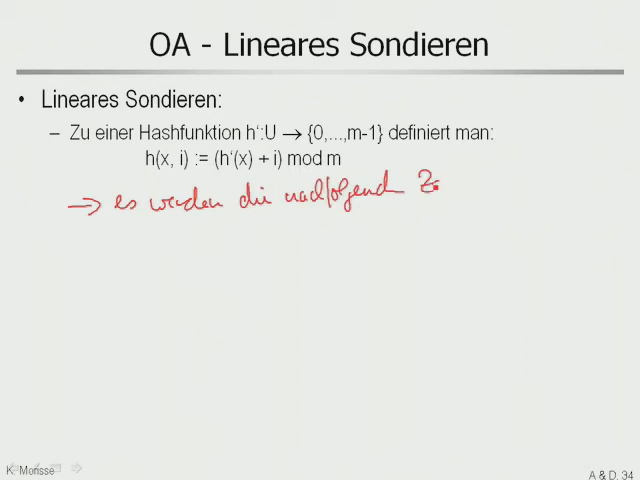 OA - Lineares Sondieren
• Lineares Sondieren:
– Zu einer Hashfunktion h‘:U → {0,...,m-1} definiert man:
h(x, i) := (h‘(x) + i) mod m
→ es werden die nachfolgend
K. Morisse
A & D, 34